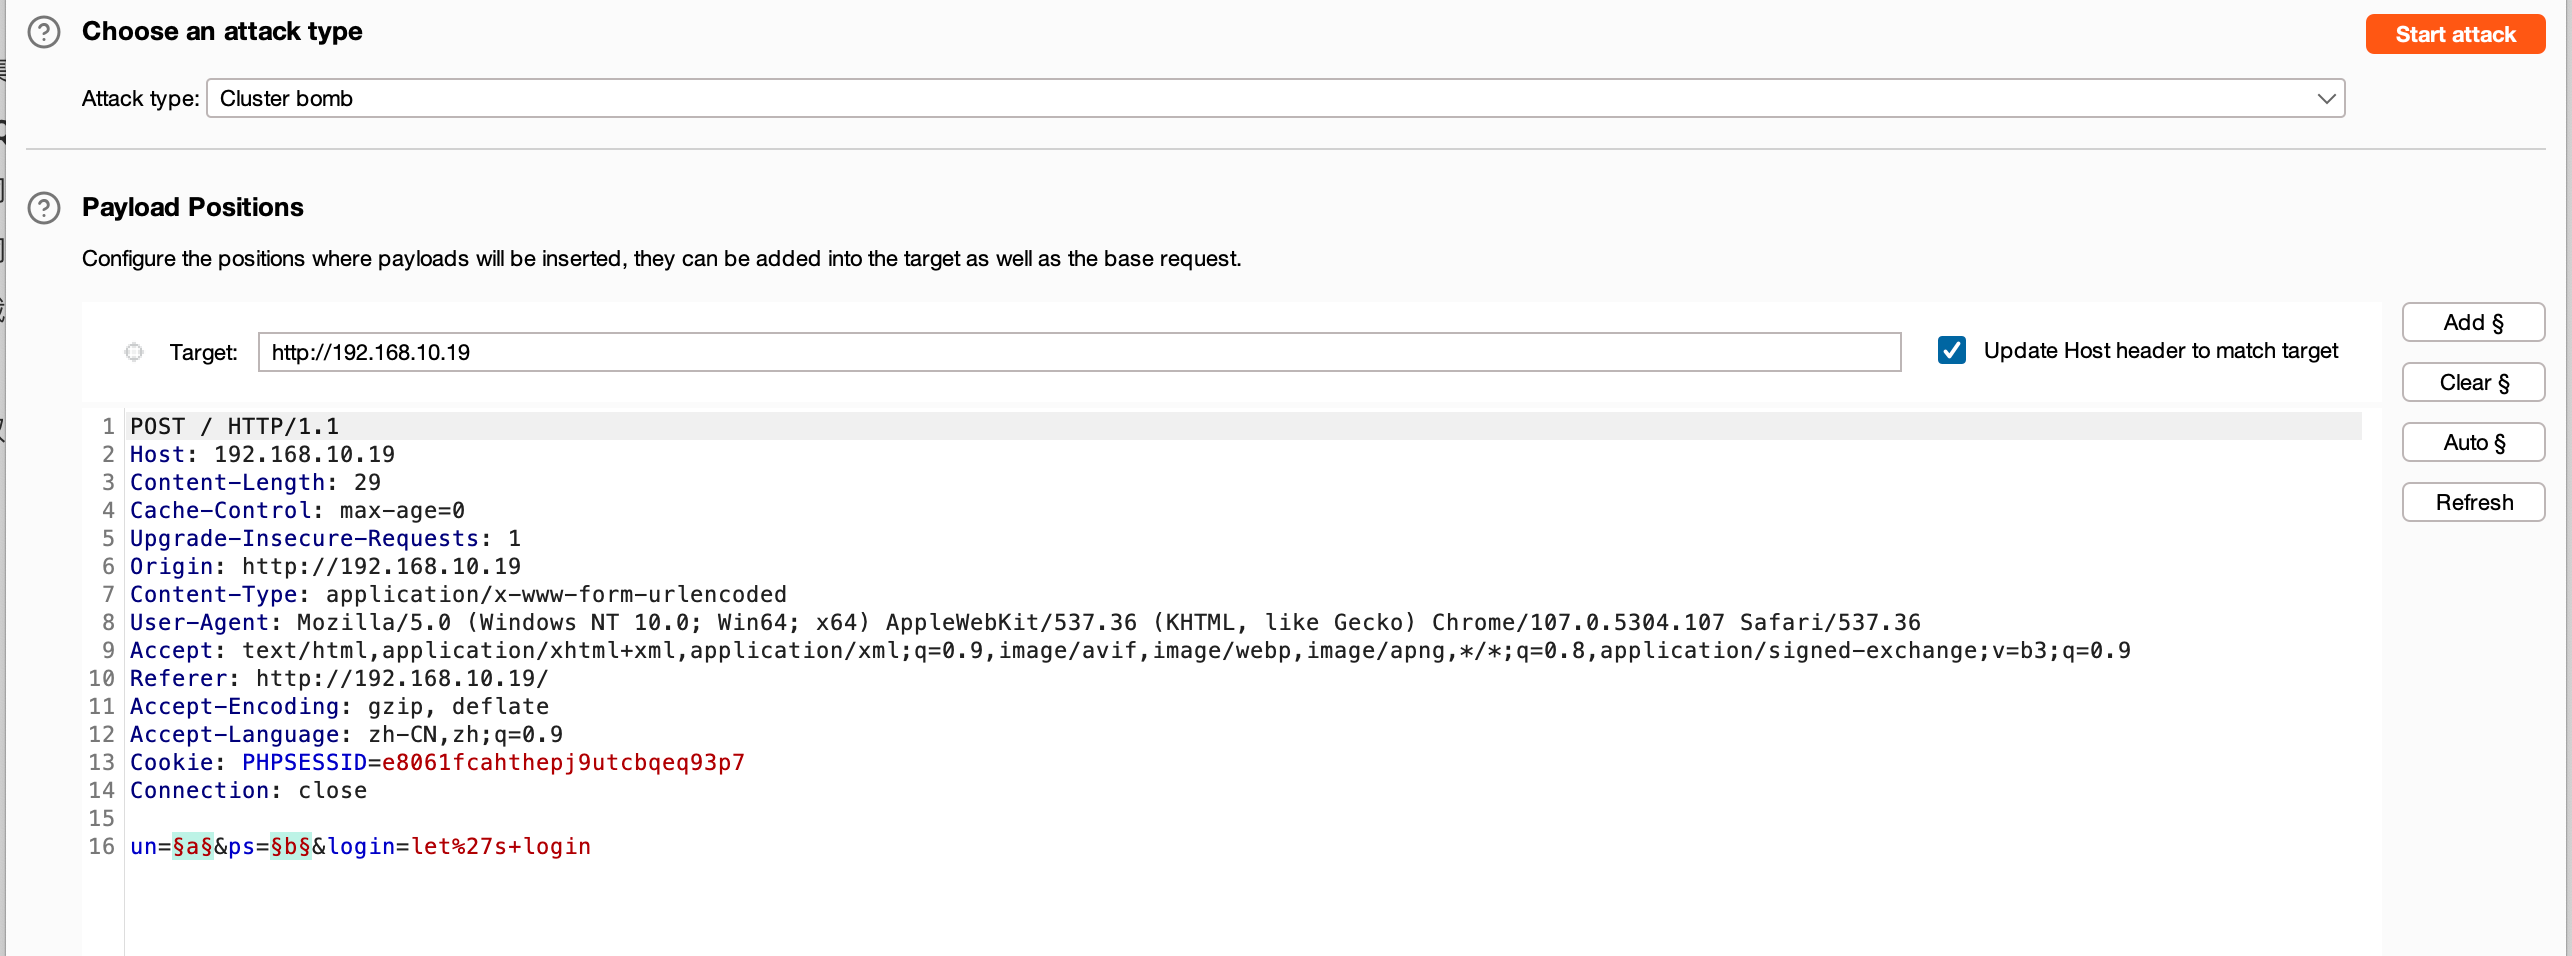 Choose an attack type
Start attack
Attack type: Cluster bomb
Payload Positions
Configure the positions where payloads will be inserted, they can be added into the target as well as the base request.
Target: http://192.168.10.19
Update Host header to match target
Add §
Clear §
Auto §
Refresh
1 POST / HTTP/1.1
2 Host: 192.168.10.19
3 Content-Length: 29
4 Cache-Control: max-age=0
5 Upgrade-Insecure-Requests: 1
6 Origin: http://192.168.10.19
7 Content-Type: application/x-www-form-urlencoded
8 User-Agent: Mozilla/5.0 (Windows NT 10.0; Win64; x64) AppleWebKit/537.36 (KHTML, like Gecko) Chrome/107.0.5304.107 Safari/537.36
9 Accept: text/html,application/xhtml+xml,application/xml;q=0.9,image/avif,image/webp,image/apng,*/*;q=0.8,application/signed-exchange;v=b3;q=0.9
10 Referer: http://192.168.10.19/
11 Accept-Encoding: gzip, deflate
12 Accept-Language: zh-CN,zh;q=0.9
13 Cookie: PHPSESSID=e8061fcahthepj9utcbqeq93p7
14 Connection: close
15
16 un=§a§&ps=§b§&login=let%27s+login